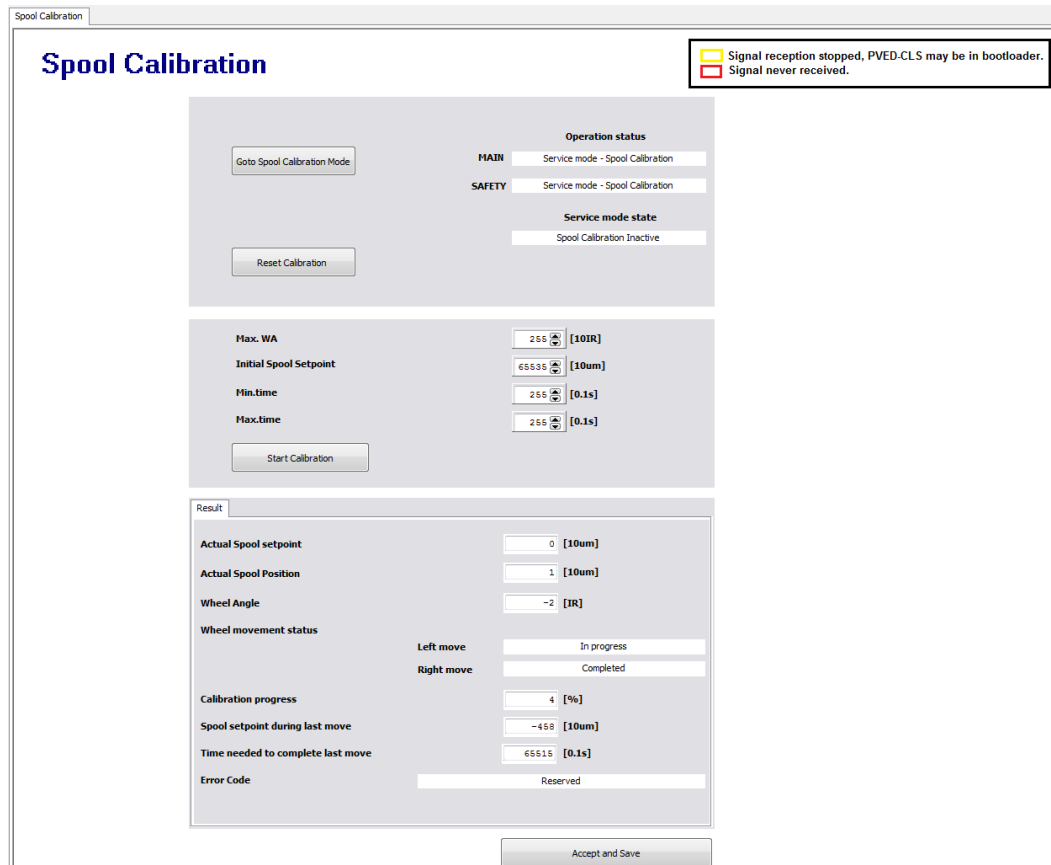 Spool Calibration
Spool Calibration
Signal reception stopped, PVED-CLS may be in bootloader.
Signal never received.
Operation status
Goto Spool Calibration Mode
MAIN Service mode - Spool Calibration
SAFETY Service mode - Spool Calibration
Service mode state
Spool Calibration Inactive
Reset Calibration
Max. WA 255 [10IR]
Initial Spool Setpoint 65535 [10um]
Min.time 255 [0.1s]
Max.time 255 [0.1s]
Start Calibration
Result
Actual Spool setpoint 0 [10um]
Actual Spool Position 1 [10um]
Wheel Angle -2 [IR]
Wheel movement status
Left move In progress
Right move Completed
Calibration progress 4 [%]
Spool setpoint during last move -458 [10um]
Time needed to complete last move 65515 [0.1s]
Error Code Reserved
Accept and Save